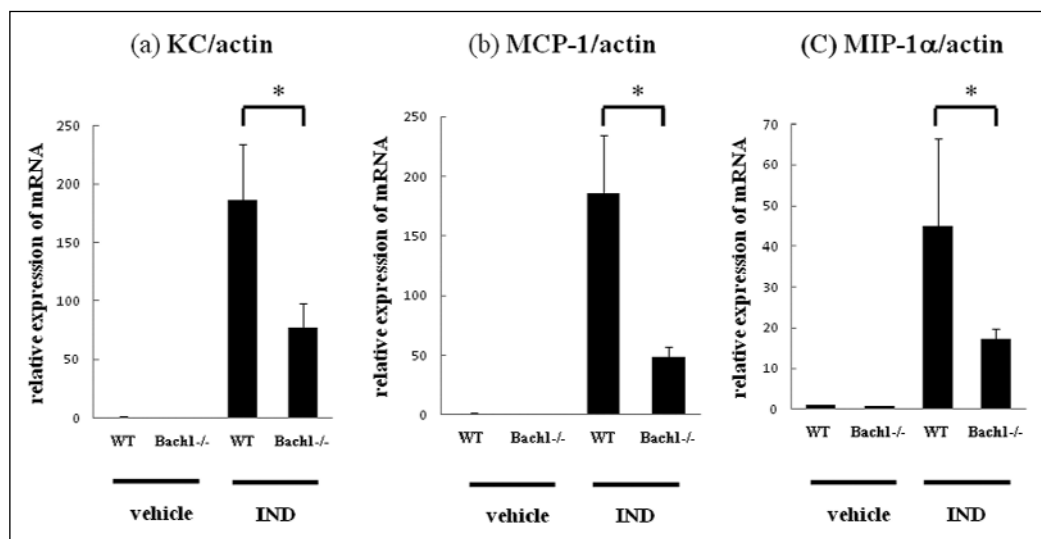 (a) KC/actin
*
relative expression of mRNA
250
200
150
100
50
0
WT Bach1-/- WT Bach1-/-
vehicle IND
(b) MCP-1/actin
*
relative expression of mRNA
250
200
150
100
50
0
WT Bach1-/- WT Bach1-/-
vehicle IND
(C) MIP-1α/actin
*
relative expression of mRNA
70
60
50
40
30
20
10
0
WT Bach1-/- WT Bach1-/-
vehicle IND